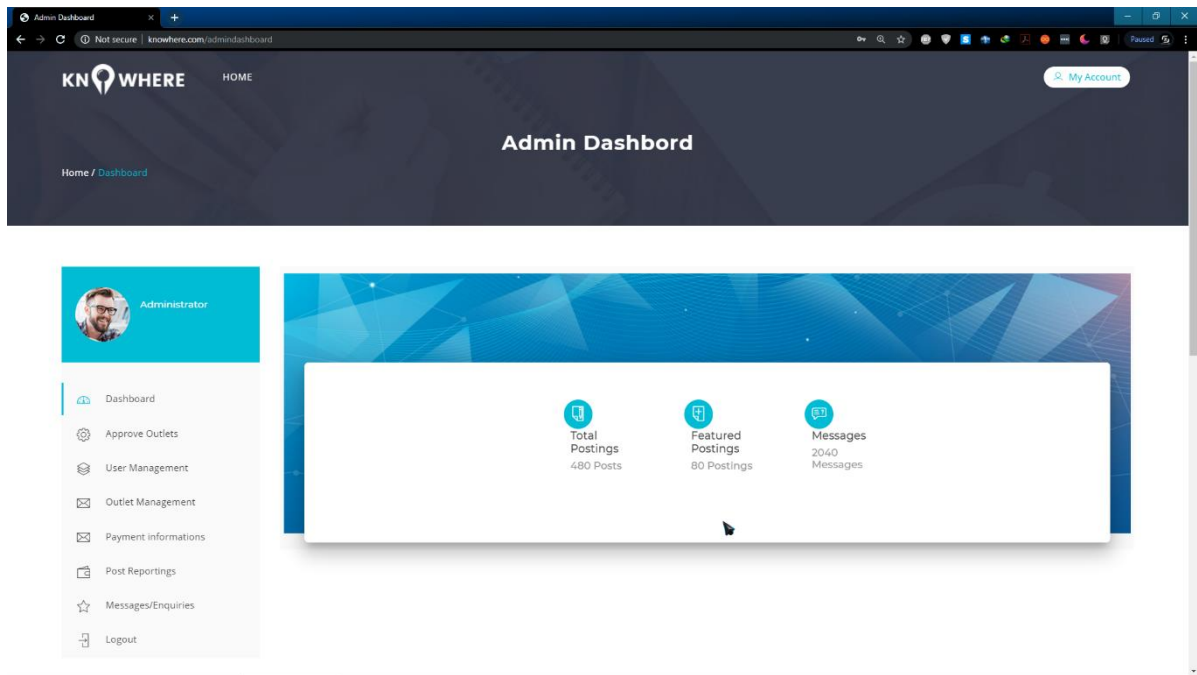 Admin Dashboard
Not secure | knowhere.com/admindashboard
Paused
KNOWHERE
HOME
My Account
Admin Dashbord
Home / Dashboard
Administrator
Dashboard
Approve Outlets
User Management
Outlet Management
Payment informations
Post Reportings
Messages/Enquiries
Logout
Total
Postings
480 Posts
Featured
Postings
80 Postings
Messages
2040
Messages